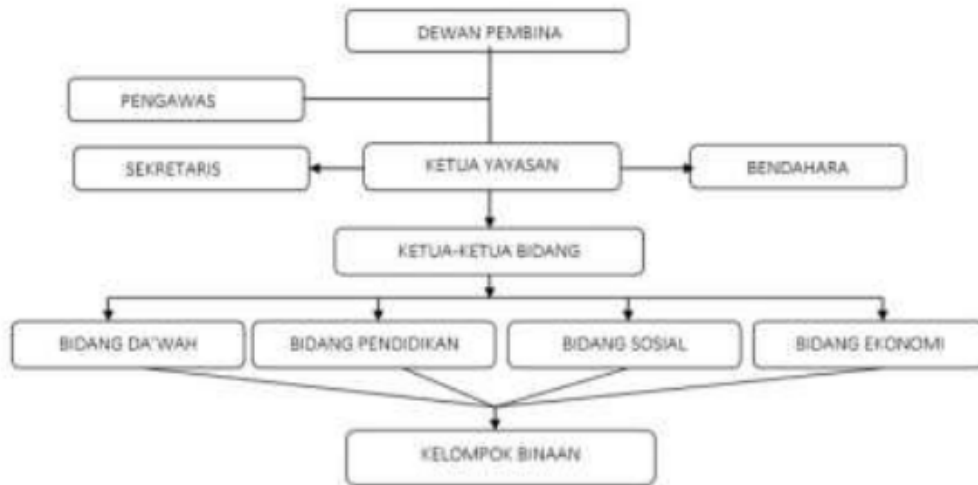 DEWAN PEMBINA
PENGAWAS
SEKRETARIS
KETUA YAYASAN
BENDAHARA
KETUA-KETUA BIDANG
BIDANG DA'WAH
BIDANG PENDIDIKAN
BIDANG SOSIAL
BIDANG EKONOMI
KELOMPOK BINAAN